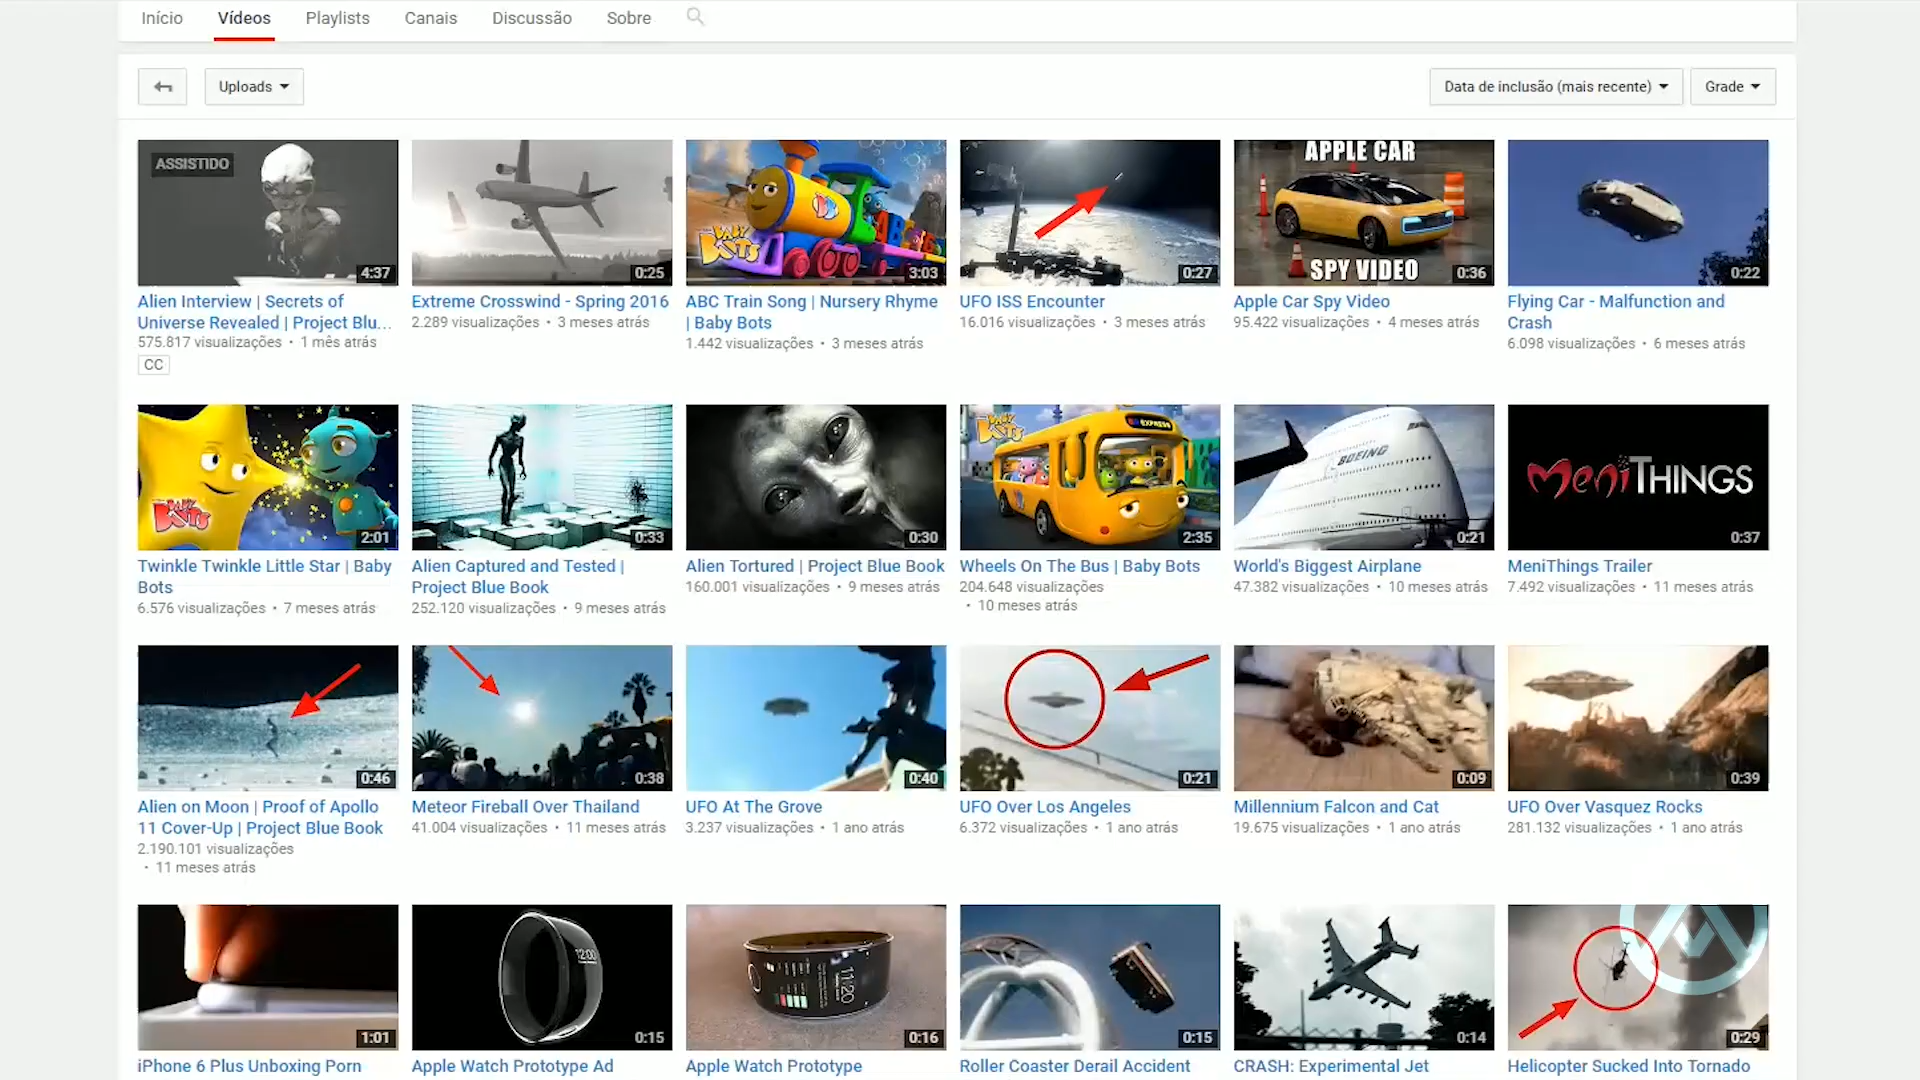 Início Vídeos Playlists Canais Discussão Sobre
Uploads Data de inclusão (mais recente) Grade
ASSISTIDO
APPLE CAR
SPY VIDEO
BABY BOTS
4:37 0:25 3:03 0:27 0:36 0:22
Alien Interview | Secrets of
Universe Revealed | Project Blu...
575.817 visualizações • 1 mês atrás
CC
Extreme Crosswind - Spring 2016
2.289 visualizações • 3 meses atrás
ABC Train Song | Nursery Rhyme
| Baby Bots
1.442 visualizações • 3 meses atrás
UFO ISS Encounter
16.016 visualizações • 3 meses atrás
Apple Car Spy Video
95.422 visualizações • 4 meses atrás
Flying Car - Malfunction and
Crash
6.098 visualizações • 6 meses atrás
BABY BOTS
EXPRESS
BOEING
MeniTHINGS
2:01 0:33 0:30 2:35 0:21 0:37
Twinkle Twinkle Little Star | Baby
Bots
6.576 visualizações • 7 meses atrás
Alien Captured and Tested |
Project Blue Book
252.120 visualizações • 9 meses atrás
Alien Tortured | Project Blue Book
160.001 visualizações • 9 meses atrás
Wheels On The Bus | Baby Bots
204.648 visualizações
• 10 meses atrás
World's Biggest Airplane
47.382 visualizações • 10 meses atrás
MeniThings Trailer
7.492 visualizações • 11 meses atrás
0:46 0:38 0:40 0:21 0:09 0:39
Alien on Moon | Proof of Apollo
11 Cover-Up | Project Blue Book
2.190.101 visualizações
• 11 meses atrás
Meteor Fireball Over Thailand
41.004 visualizações • 11 meses atrás
UFO At The Grove
3.237 visualizações • 1 ano atrás
UFO Over Los Angeles
6.372 visualizações • 1 ano atrás
Millennium Falcon and Cat
19.675 visualizações • 1 ano atrás
UFO Over Vasquez Rocks
281.132 visualizações • 1 ano atrás
12:00
11:20
1:01 0:15 0:16 0:15 0:14 0:29
iPhone 6 Plus Unboxing Porn
Apple Watch Prototype Ad
Apple Watch Prototype
Roller Coaster Derail Accident
CRASH: Experimental Jet
Helicopter Sucked Into Tornado